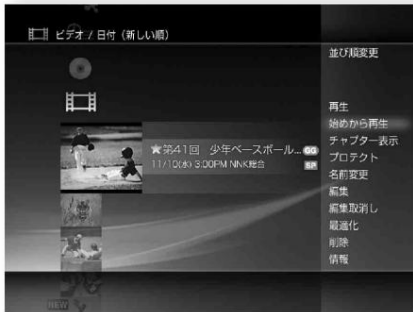 ビデオ / 日付（新しい順）
並び順変更
再生
始めから再生
チャプター表示
プロテクト
名前変更
編集
編集取消し
最適化
削除
情報
★第41回 少年ベースボール... GG
11/10(水) 3:00PM NNK総合 SP
NEW